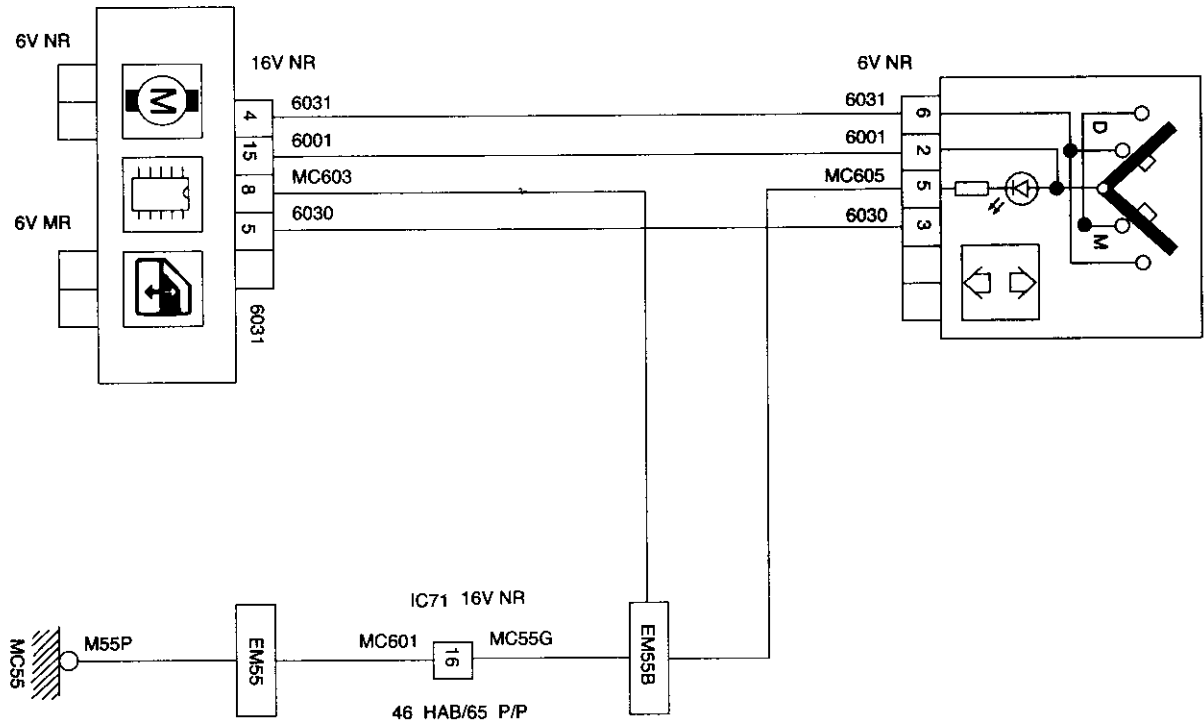 6V NR
16V NR
6V NR
M
4
6031
6031
6
D
15
6001
6001
2
8
MC603
MC605
5
6V MR
5
6030
6030
3
M
6031
IC71 16V NR
MC55
M55P
EM55
MC601
16
MC55G
EM55B
46 HAB/65 P/P